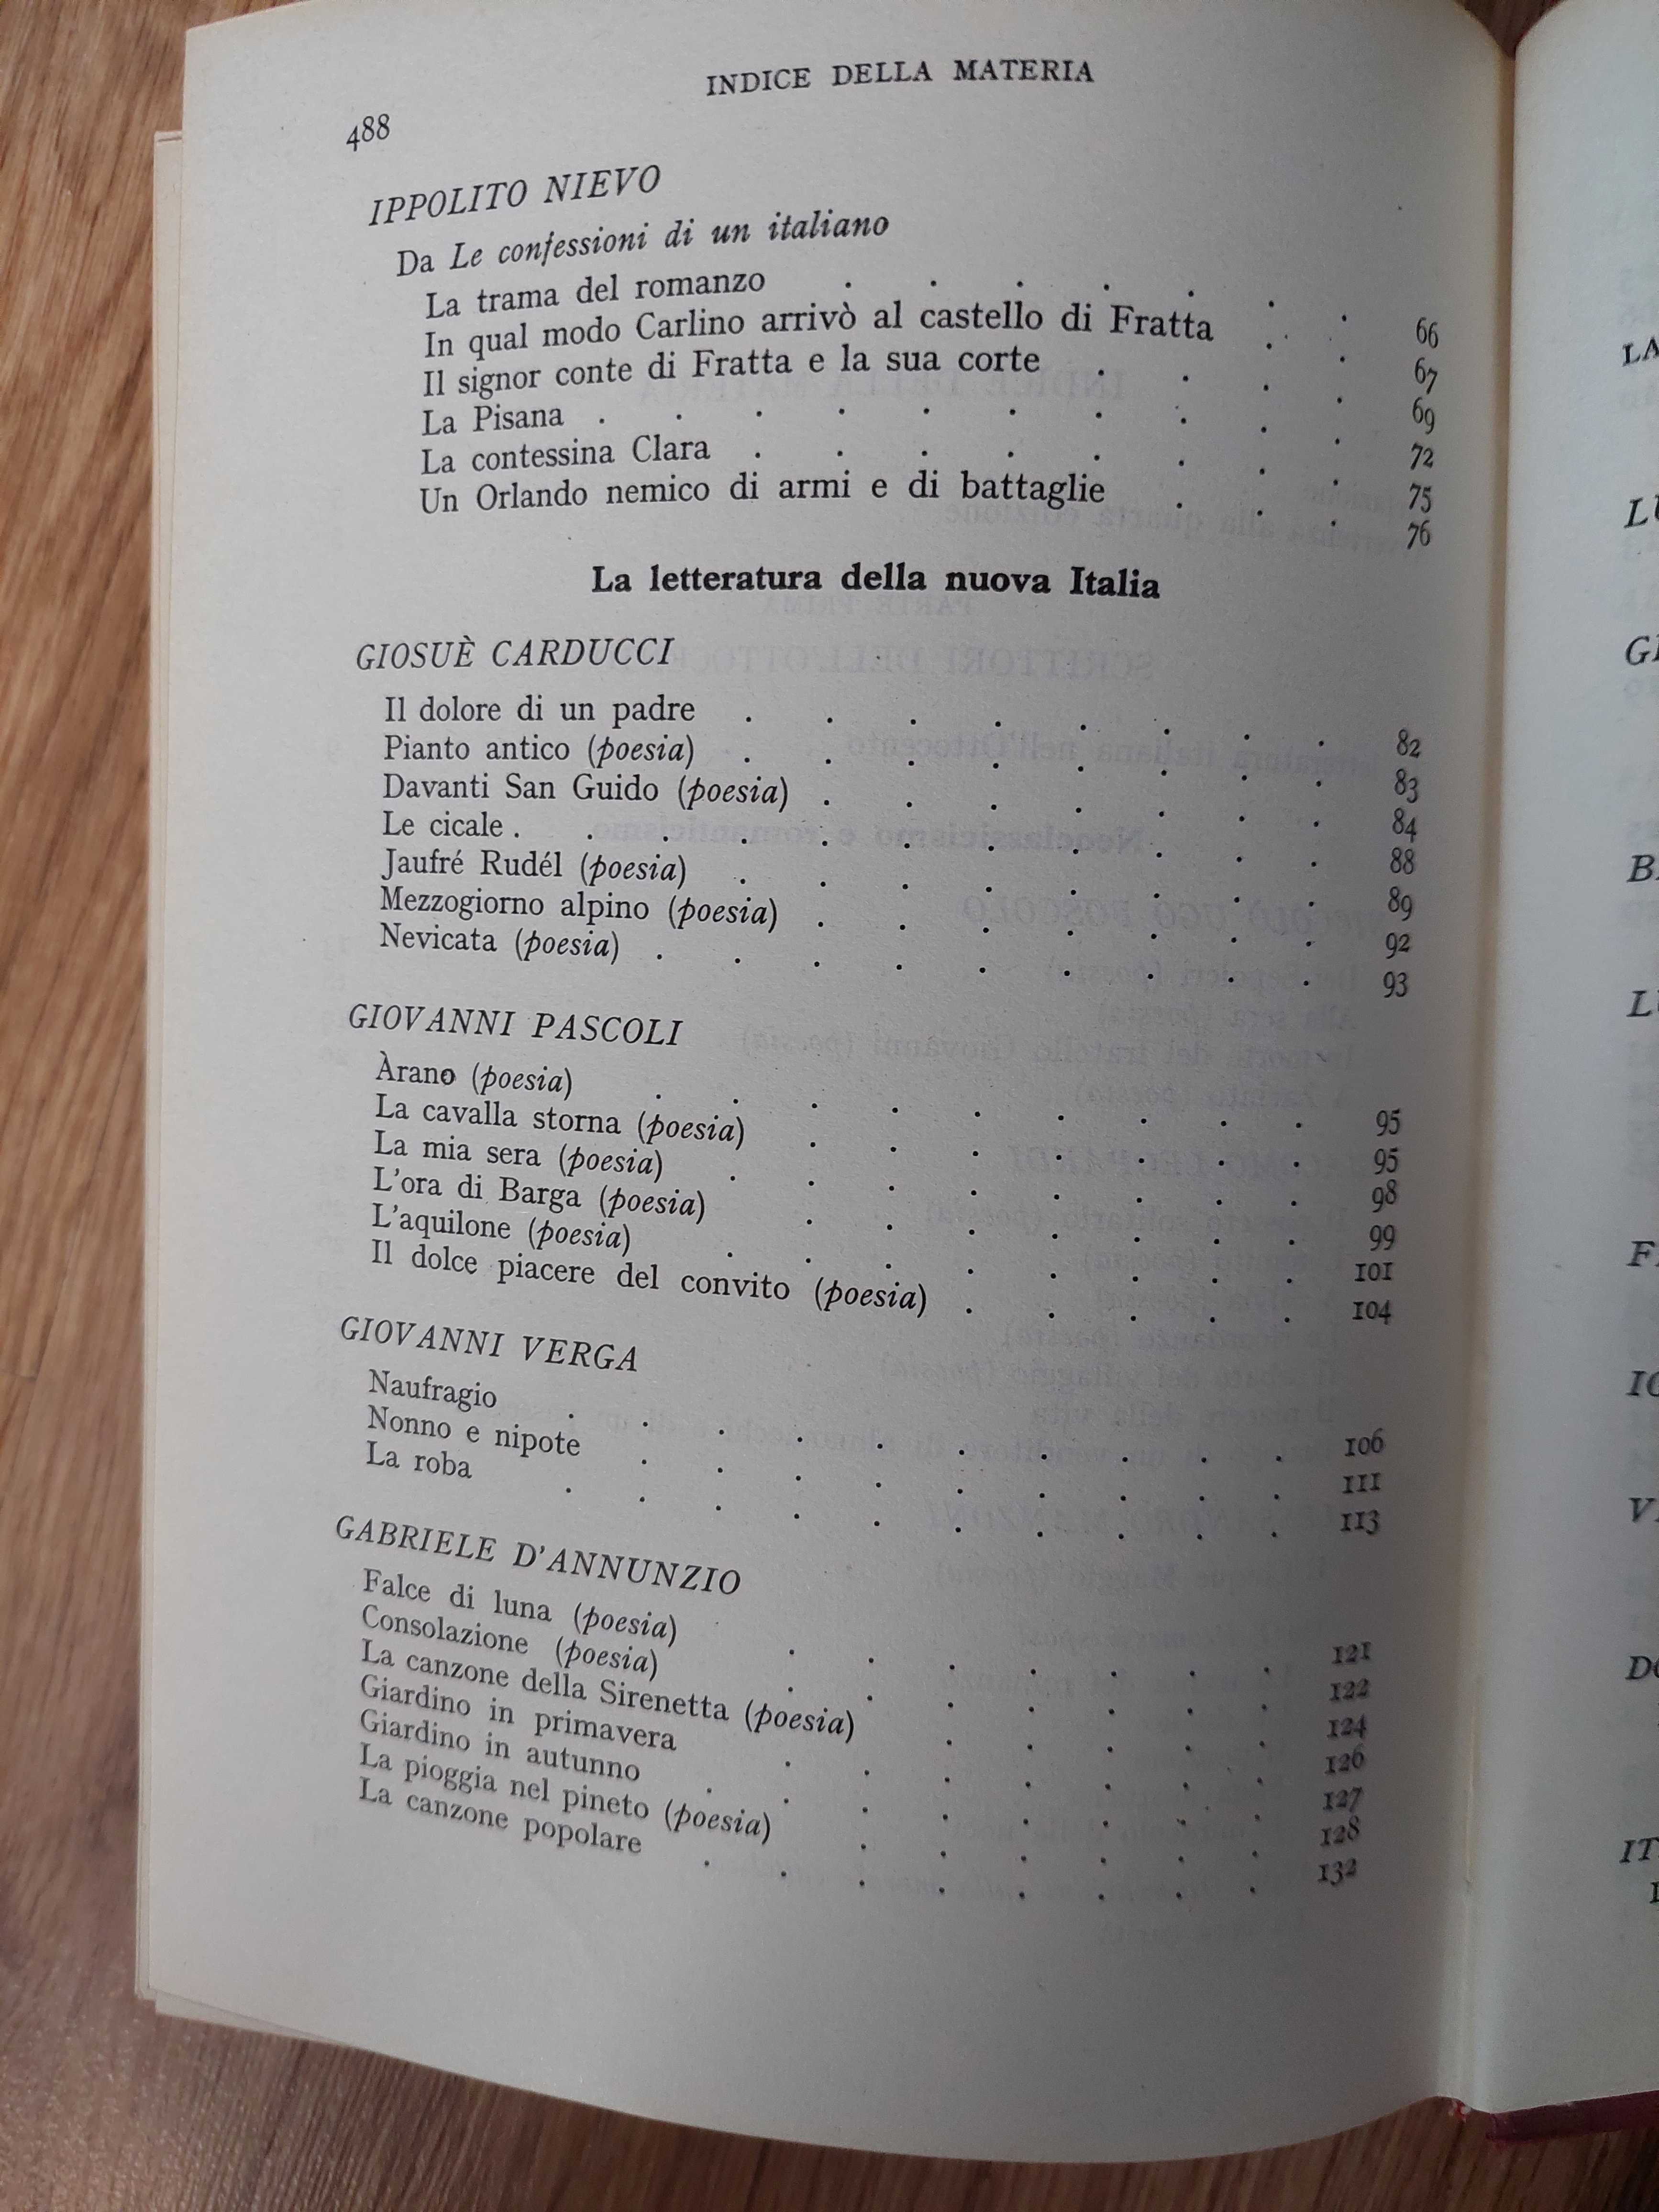 INDICE DELLA MATERIA
488
IPPOLITO NIEVO
Da Le confessioni di un italiano
La trama del romanzo . . . . . . . 66
In qual modo Carlino arrivò al castello di Fratta . . 67
Il signor conte di Fratta e la sua corte . . . . 69
La Pisana . . . . . . . . . . 72
La contessina Clara . . . . . . . . 75
Un Orlando nemico di armi e di battaglie . . . 76
La letteratura della nuova Italia
GIOSUÈ CARDUCCI
Il dolore di un padre . . . . . . . . 82
Pianto antico (poesia) . . . . . . . . 83
Davanti San Guido (poesia) . . . . . . . 84
Le cicale . . . . . . . . . . . 88
Jaufré Rudél (poesia) . . . . . . . . 89
Mezzogiorno alpino (poesia) . . . . . . . 92
Nevicata (poesia) . . . . . . . . . 93
GIOVANNI PASCOLI
Àrano (poesia) . . . . . . . . . 95
La cavalla storna (poesia) . . . . . . . 95
La mia sera (poesia) . . . . . . . . 98
L'ora di Barga (poesia) . . . . . . . 99
L'aquilone (poesia) . . . . . . . . 101
Il dolce piacere del convito (poesia) . . . . . 104
GIOVANNI VERGA
Naufragio . . . . . . . . . . 106
Nonno e nipote . . . . . . . . . 111
La roba . . . . . . . . . . 113
GABRIELE D'ANNUNZIO
Falce di luna (poesia) . . . . . . . 121
Consolazione (poesia) . . . . . . . 122
La canzone della Sirenetta (poesia) . . . . . 124
Giardino in primavera . . . . . . . 126
Giardino in autunno . . . . . . . . 127
La pioggia nel pineto (poesia) . . . . . . 128
La canzone popolare . . . . . . . . 132